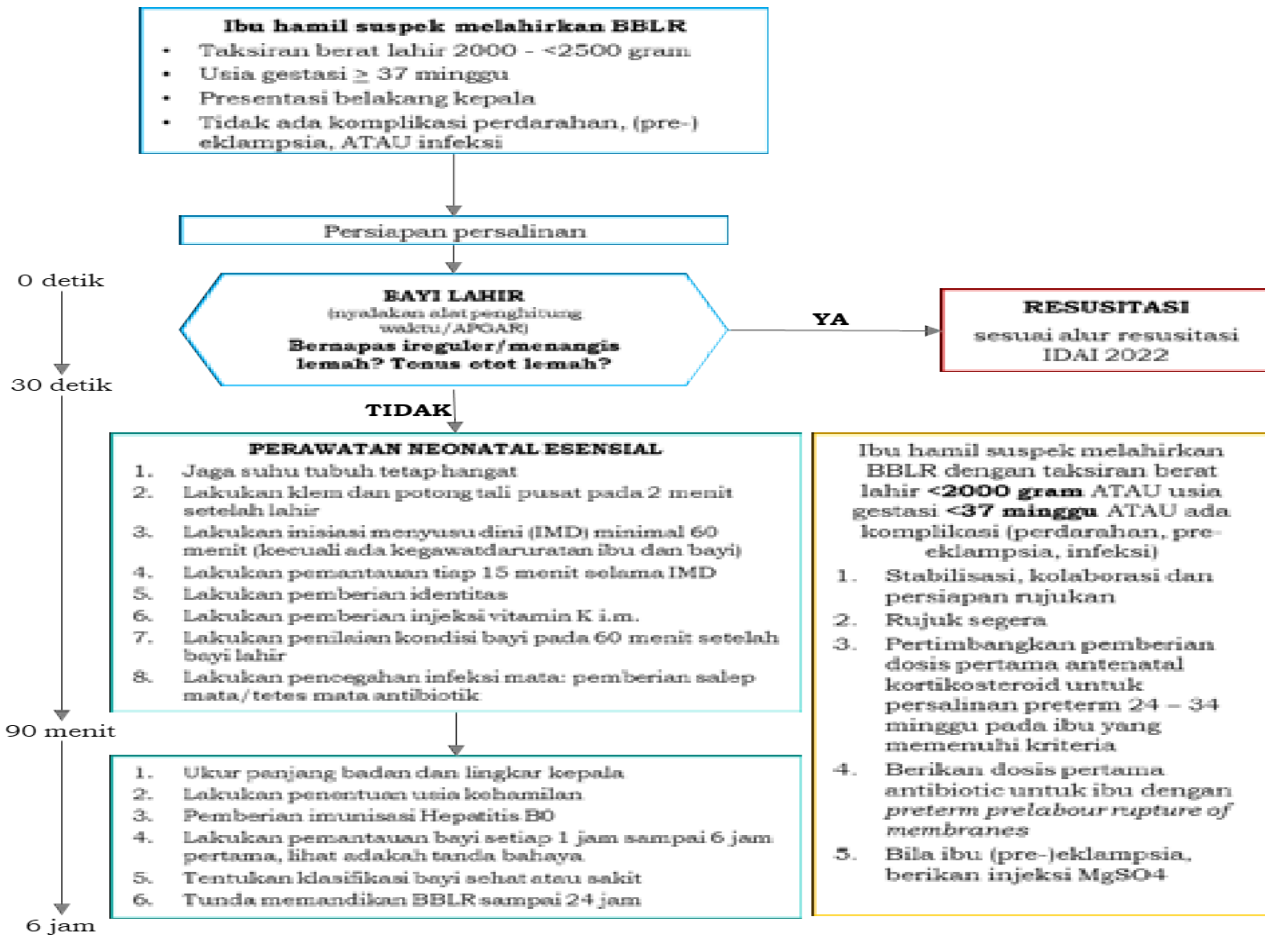 Ibu hamil suspek melahirkan BBLR
• Taksiran berat lahir 2000 - <2500 gram
• Usia gestasi ≥ 37 minggu
• Presentasi belakang kepala
• Tidak ada komplikasi perdarahan, (pre-)
eklampsia, ATAU infeksi
Persiapan persalinan
0 detik
BAYI LAHIR
(nyalakan alat penghitung
waktu/APGAR)
Bernapas ireguler/menangis
lemah? Tonus otot lemah?
YA
RESUSITASI
sesuai alur resusitasi
IDAI 2022
30 detik
TIDAK
PERAWATAN NEONATAL ESENSIAL
1. Jaga suhu tubuh tetap hangat
2. Lakukan klem dan potong tali pusat pada 2 menit
setelah lahir
3. Lakukan inisiasi menyusu dini (IMD) minimal 60
menit (kecuali ada kegawatdaruratan ibu dan bayi)
4. Lakukan pemantauan tiap 15 menit selama IMD
5. Lakukan pemberian identitas
6. Lakukan pemberian injeksi vitamin K i.m.
7. Lakukan penilaian kondisi bayi pada 60 menit setelah
bayi lahir
8. Lakukan pencegahan infeksi mata: pemberian salep
mata/tetes mata antibiotik
90 menit
1. Ukur panjang badan dan lingkar kepala
2. Lakukan penentuan usia kehamilan
3. Pemberian imunisasi Hepatitis B0
4. Lakukan pemantauan bayi setiap 1 jam sampai 6 jam
pertama, lihat adakah tanda bahaya
5. Tentukan klasifikasi bayi sehat atau sakit
6. Tunda memandikan BBLR sampai 24 jam
6 jam
Ibu hamil suspek melahirkan
BBLR dengan taksiran berat
lahir <2000 gram ATAU usia
gestasi <37 minggu ATAU ada
komplikasi (perdarahan, pre-
eklampsia, infeksi)
1. Stabilisasi, kolaborasi dan
persiapan rujukan
2. Rujuk segera
3. Pertimbangkan pemberian
dosis pertama antenatal
kortikosteroid untuk
persalinan preterm 24 – 34
minggu pada ibu yang
memenuhi kriteria
4. Berikan dosis pertama
antibiotic untuk ibu dengan
preterm prelabour rupture of
membranes
5. Bila ibu (pre-)eklampsia,
berikan injeksi MgSO4